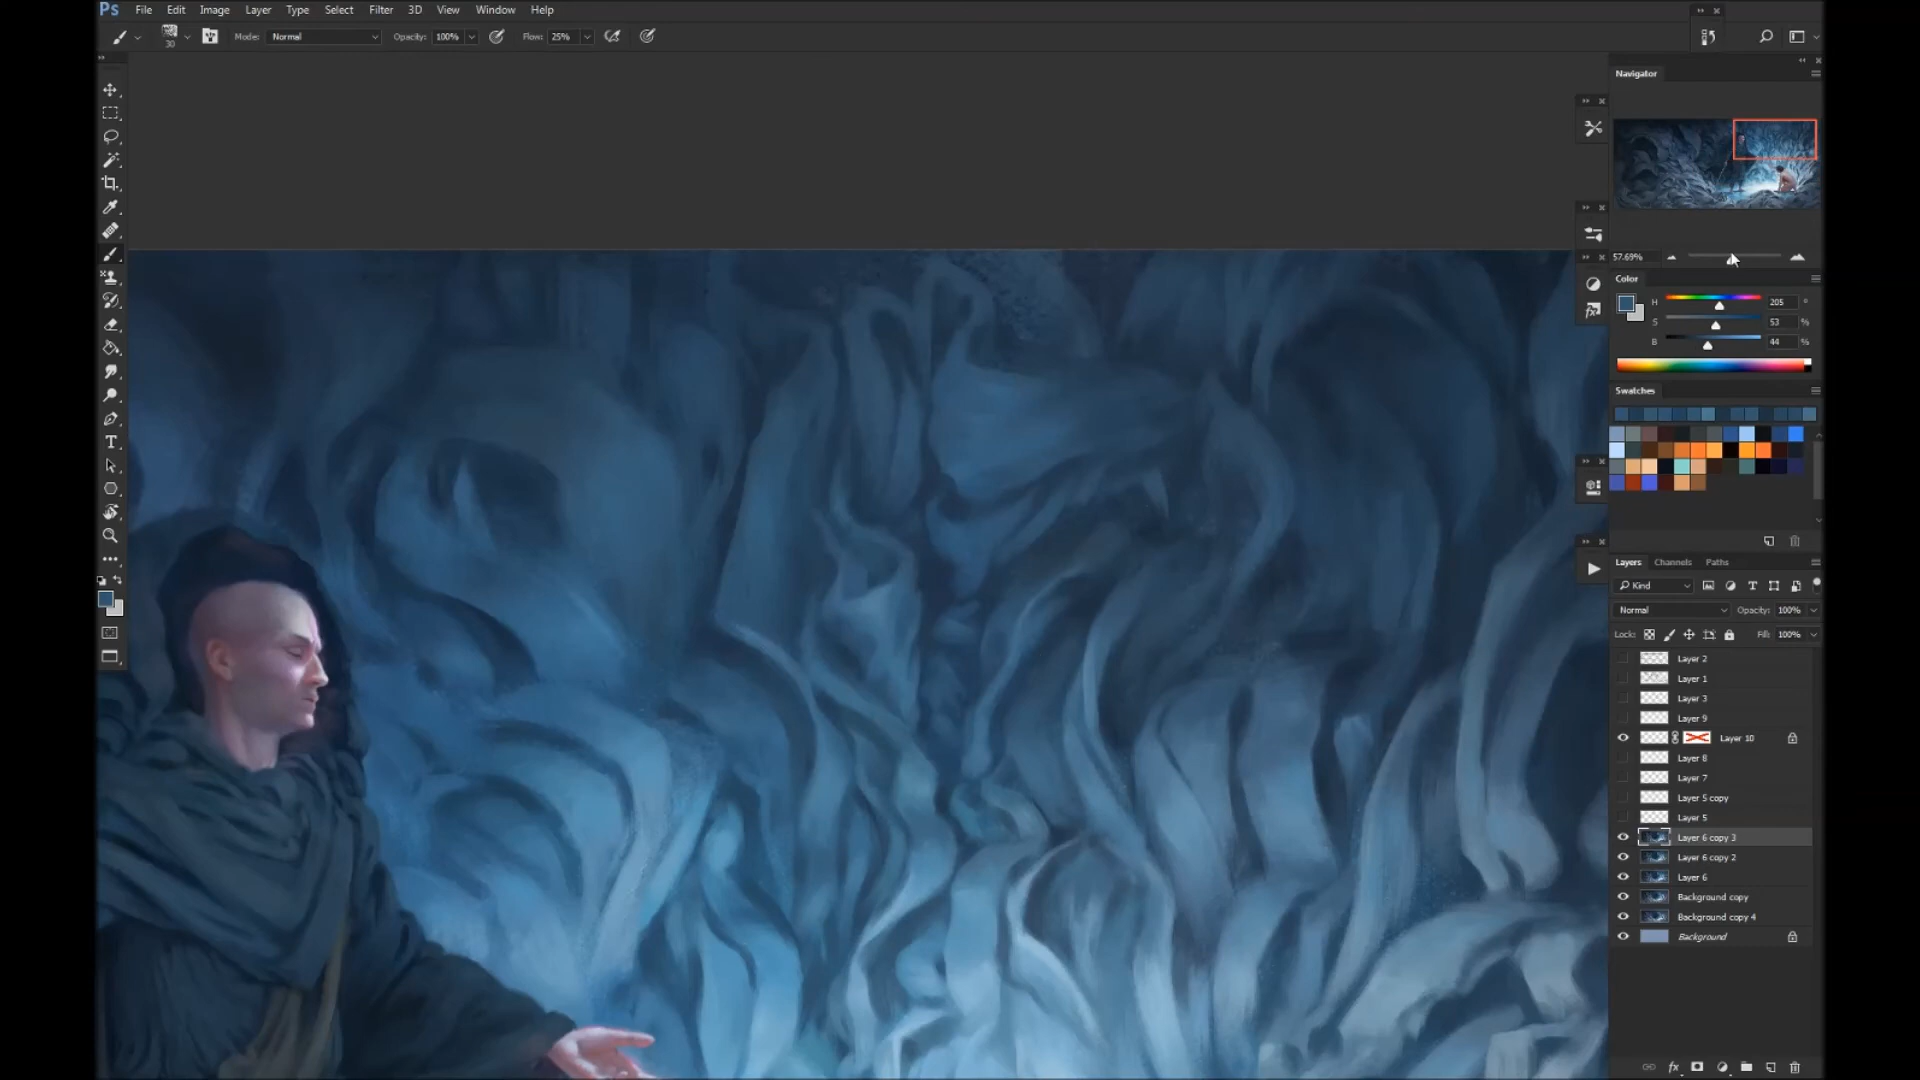 Ps File Edit Image Layer Type Select Filter 3D View Window Help
30 Mode: Normal Opacity: 100% Flow: 25%
Navigator
57.69%
Color
H 205 °
S 53 %
B 44 %
Swatches
Layers Channels Paths
Kind
Normal Opacity: 100%
Lock: Fill: 100%
Layer 2
Layer 1
Layer 3
Layer 9
Layer 10
Layer 8
Layer 7
Layer 5 copy
Layer 5
Layer 6 copy 3
Layer 6 copy 2
Layer 6
Background copy
Background copy 4
Background
fx